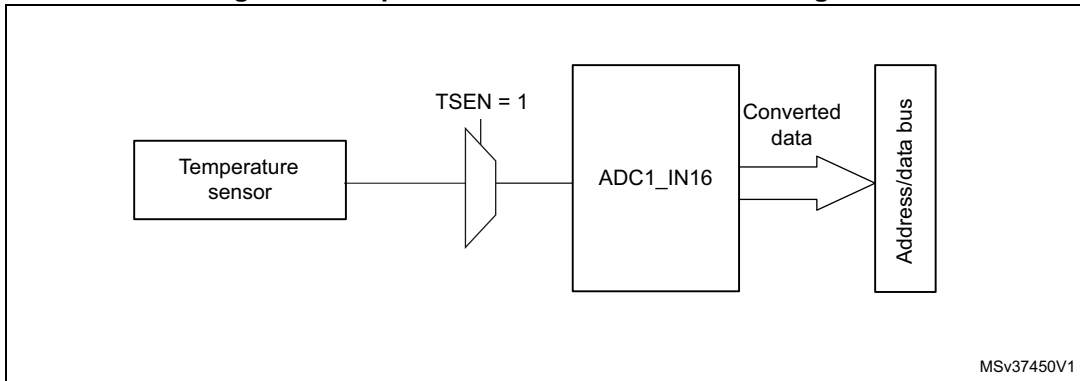 TSEN = 1
Temperature
sensor
ADC1_IN16
Converted
data
Address/data bus
MSv37450V1